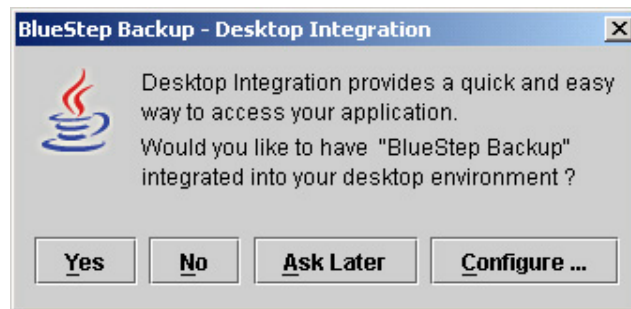 BlueStep Backup - Desktop Integration
Desktop Integration provides a quick and easy
way to access your application.
Would you like to have "BlueStep Backup"
integrated into your desktop environment ?
Yes No Ask Later Configure ...